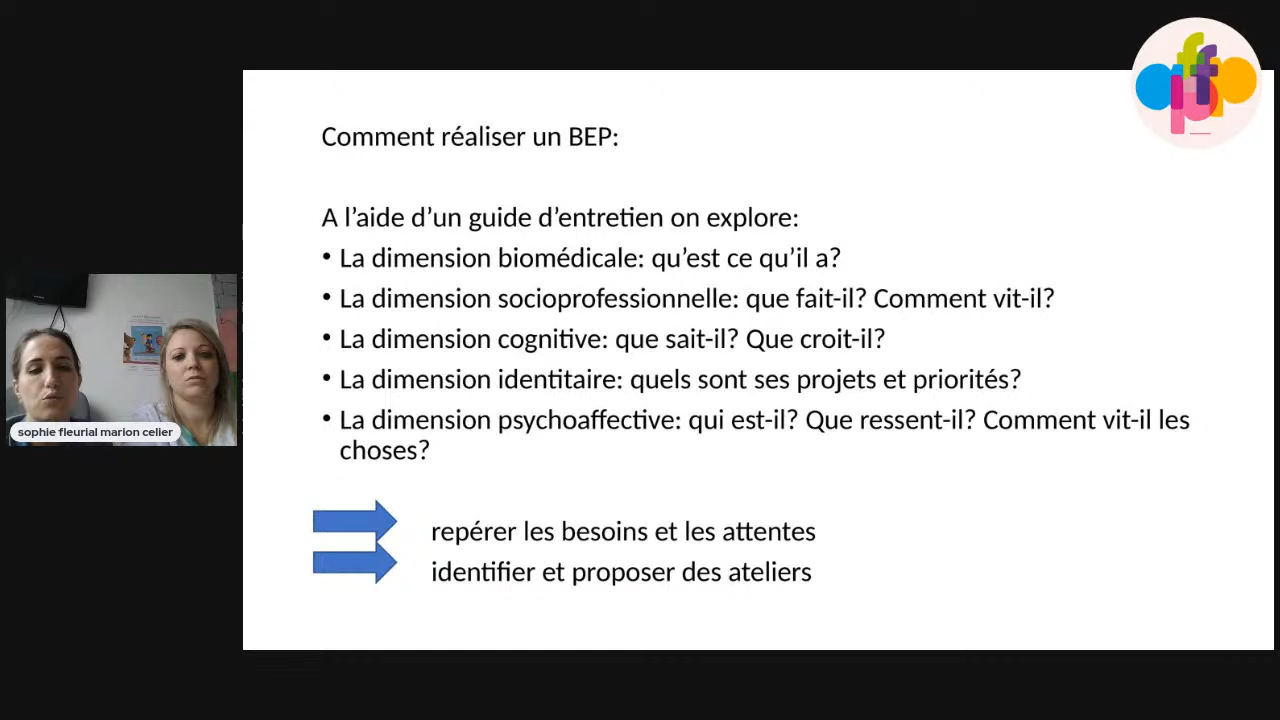 Comment réaliser un BEP:
A l’aide d’un guide d’entretien on explore:
• La dimension biomédicale: qu’est ce qu’il a?
• La dimension socioprofessionnelle: que fait-il? Comment vit-il?
• La dimension cognitive: que sait-il? Que croit-il?
• La dimension identitaire: quels sont ses projets et priorités?
• La dimension psychoaffective: qui est-il? Que ressent-il? Comment vit-il les
choses?
repérer les besoins et les attentes
identifier et proposer des ateliers
sophie fleurial marion celier